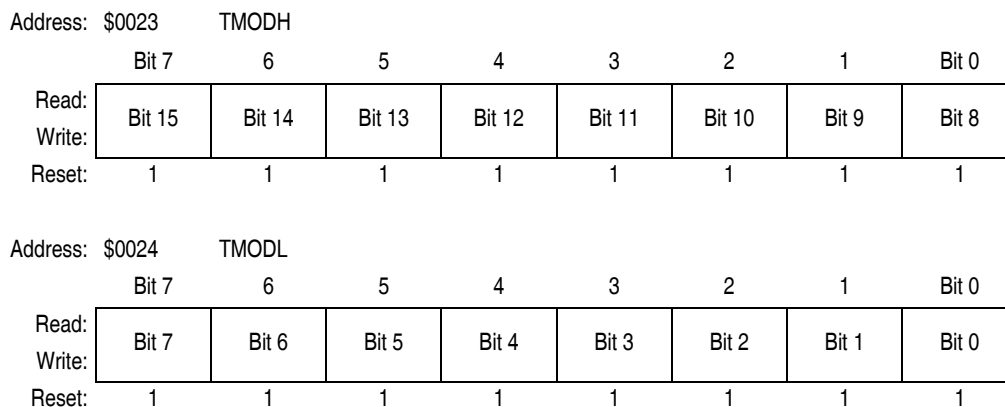 Address: $0023 TMODH
Bit 7 6 5 4 3 2 1 Bit 0
Read:
Bit 15 Bit 14 Bit 13 Bit 12 Bit 11 Bit 10 Bit 9 Bit 8
Write:
Reset: 1 1 1 1 1 1 1 1
Address: $0024 TMODL
Bit 7 6 5 4 3 2 1 Bit 0
Read:
Bit 7 Bit 6 Bit 5 Bit 4 Bit 3 Bit 2 Bit 1 Bit 0
Write:
Reset: 1 1 1 1 1 1 1 1